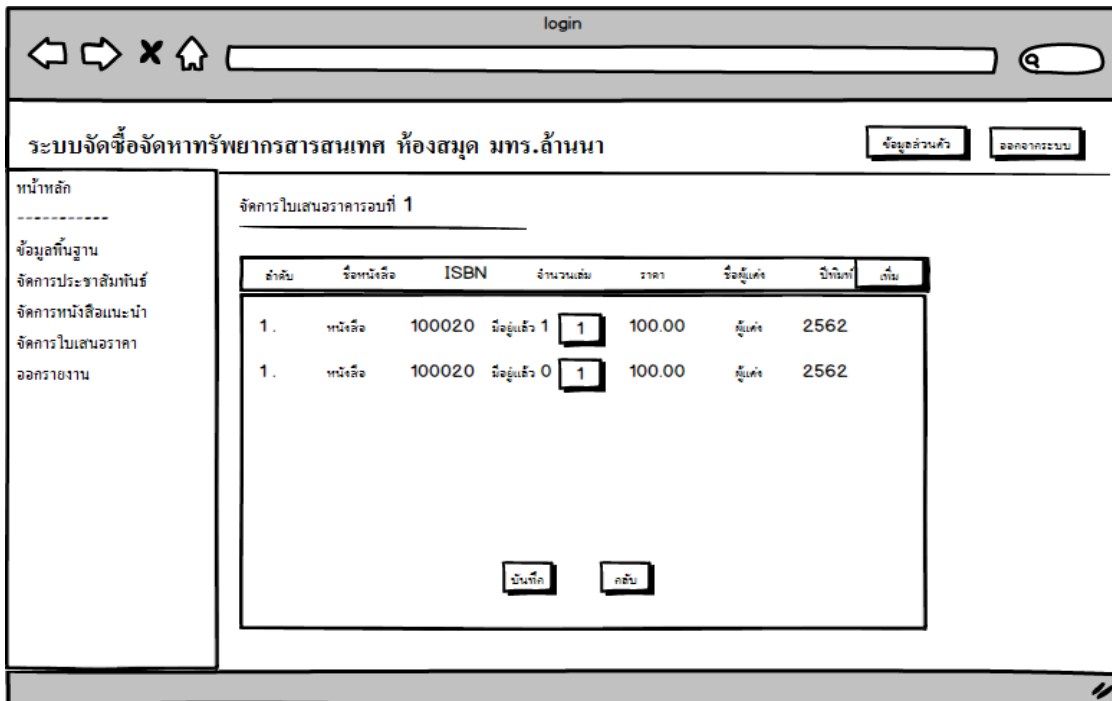 login
ระบบจัดซื้อจัดหาทรัพยากรสารสนเทศ ห้องสมุด มทร.ล้านนา
ข้อมูลส่วนตัว
ออกจากระบบ
หน้าหลัก
-----------
ข้อมูลพื้นฐาน
จัดการประชาสัมพันธ์
จัดการหนังสือแนะนำ
จัดการใบเสนอราคา
ออกรายงาน
จัดการใบเสนอราคารอบที่ 1
ลำดับ ชื่อหนังสือ ISBN จำนวนเล่ม ราคา ชื่อผู้แต่ง ปีพิมพ์ เพิ่ม
1. หนังสือ 100020 มีอยู่แล้ว 1 1 100.00 ผู้แต่ง 2562
1. หนังสือ 100020 มีอยู่แล้ว 0 1 100.00 ผู้แต่ง 2562
บันทึก กลับ